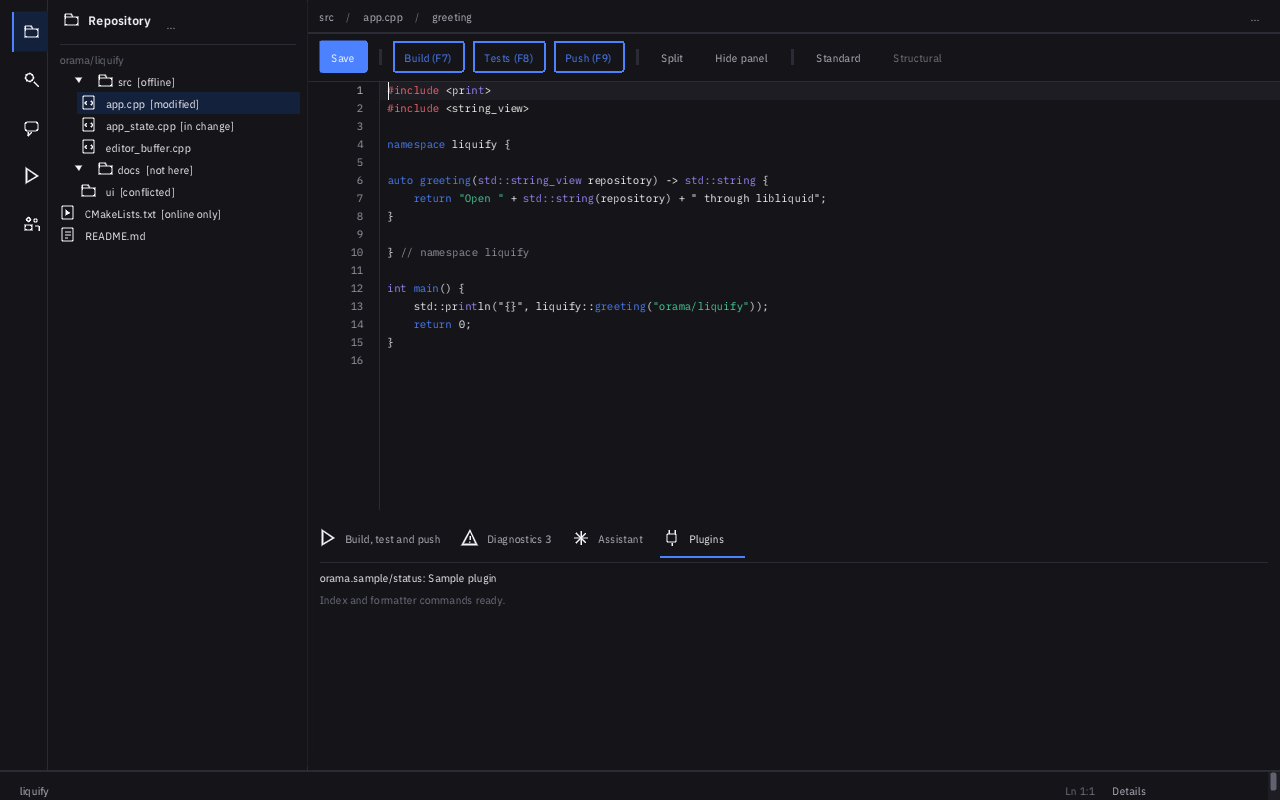 Repository
...
orama/liquify
src [offline]
app.cpp [modified]
app_state.cpp [in change]
editor_buffer.cpp
docs [not here]
ui [conflicted]
CMakeLists.txt [online only]
README.md
src / app.cpp / greeting
...
Save Build (F7) Tests (F8) Push (F9) Split Hide panel Standard Structural
1 #include <print>
2 #include <string_view>
3
4 namespace liquify {
5
6 auto greeting(std::string_view repository) -> std::string {
7     return "Open " + std::string(repository) + " through libliquid";
8 }
9
10 } // namespace liquify
11
12 int main() {
13     std::println("{}", liquify::greeting("orama/liquify"));
14     return 0;
15 }
16
Build, test and push Diagnostics 3 Assistant Plugins
orama.sample/status: Sample plugin
Index and formatter commands ready.
liquify Ln 1:1 Details